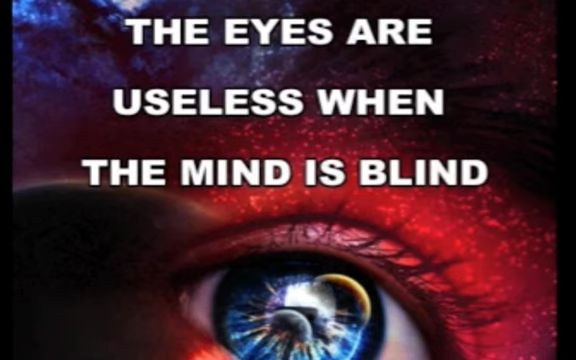 THE EYES ARE
USELESS WHEN
THE MIND IS BLIND